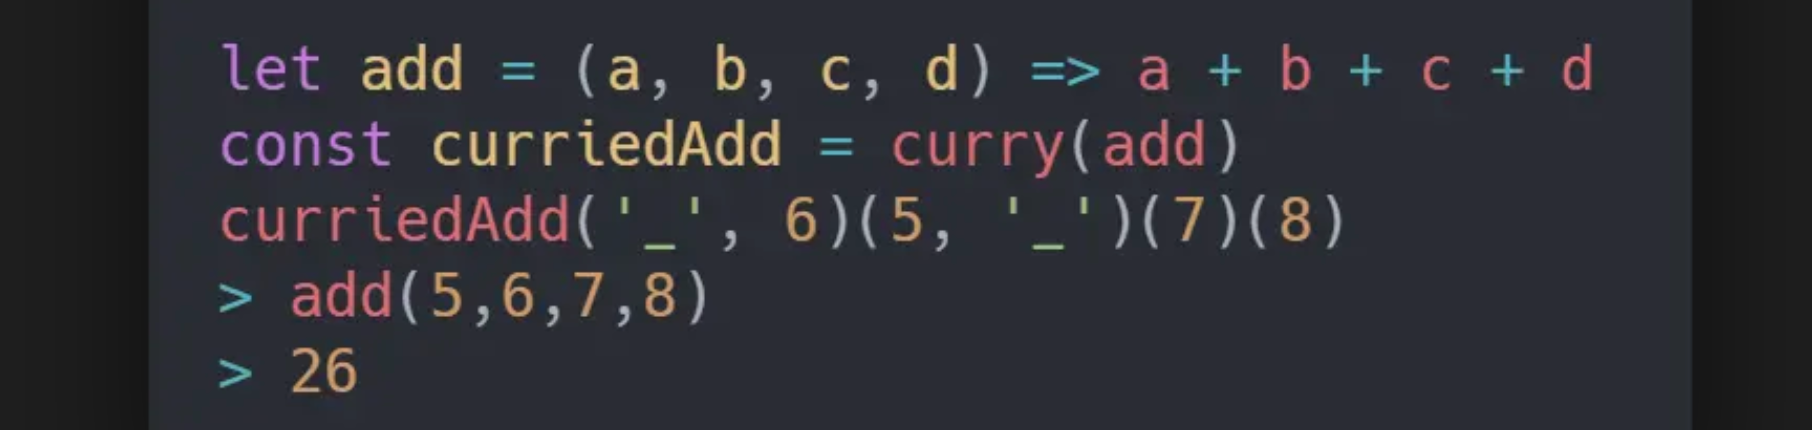 let add = (a, b, c, d) => a + b + c + d
const curriedAdd = curry(add)
curriedAdd('_', 6)(5, '_')(7)(8)
> add(5,6,7,8)
> 26